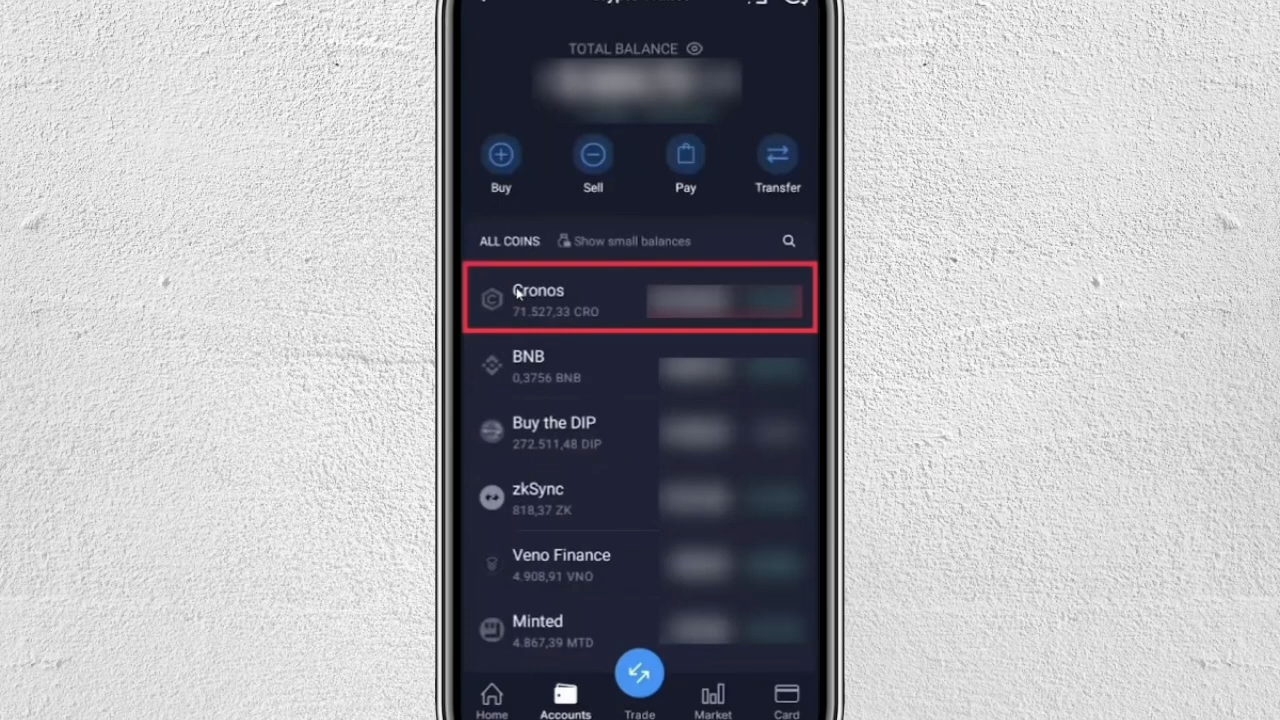 TOTAL BALANCE
Buy
Sell
Pay
Transfer
ALL COINS
Show small balances
Cronos
71.527,33 CRO
BNB
0,3756 BNB
Buy the DIP
272.511,48 DIP
zkSync
818,37 ZK
Veno Finance
4.908,91 VNO
Minted
4.867,39 MTD
Home
Accounts
Trade
Market
Card